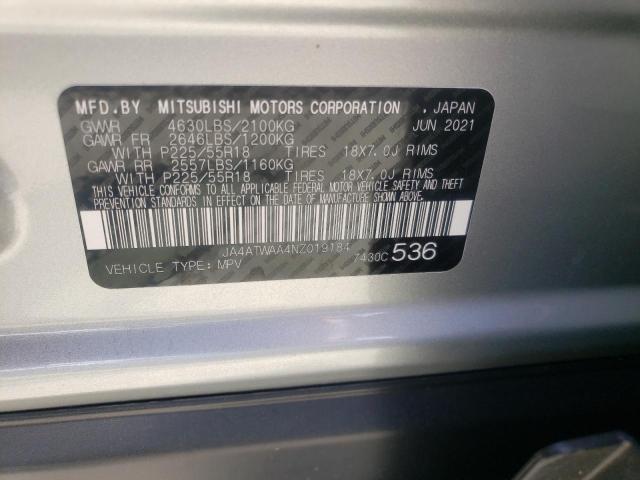 MFD.BY MITSUBISHI MOTORS CORPORATION . JAPAN
GVWR 4630LBS/2100KG JUN 2021
GAWR FR 2646LBS/1200KG
WITH P225/55R18 TIRES 18X7.0J RIMS
GAWR RR 2557LBS/1160KG
WITH P225/55R18 TIRES 18X7.0J RIMS
THIS VEHICLE CONFORMS TO ALL APPLICABLE FEDERAL MOTOR VEHICLE SAFETY AND THEFT
PREVENTION STANDARDS IN EFFECT ON THE DATE OF MANUFACTURE SHOWN ABOVE.
JA4ATWAA4NZ019184
7430C 536
VEHICLE TYPE: MPV